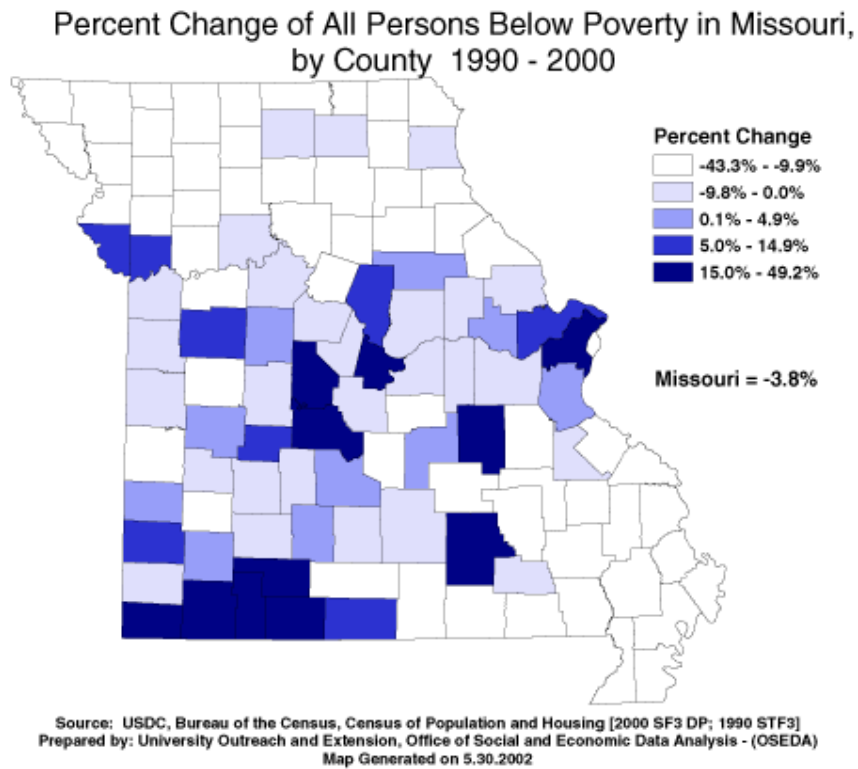 Percent Change of All Persons Below Poverty in Missouri,
by County 1990 - 2000
Percent Change
-43.3% - -9.9%
-9.8% - 0.0%
0.1% - 4.9%
5.0% - 14.9%
15.0% - 49.2%
Missouri = -3.8%
Source: USDC, Bureau of the Census, Census of Population and Housing [2000 SF3 DP; 1990 STF3]
Prepared by: University Outreach and Extension, Office of Social and Economic Data Analysis - (OSEDA)
Map Generated on 5.30.2002